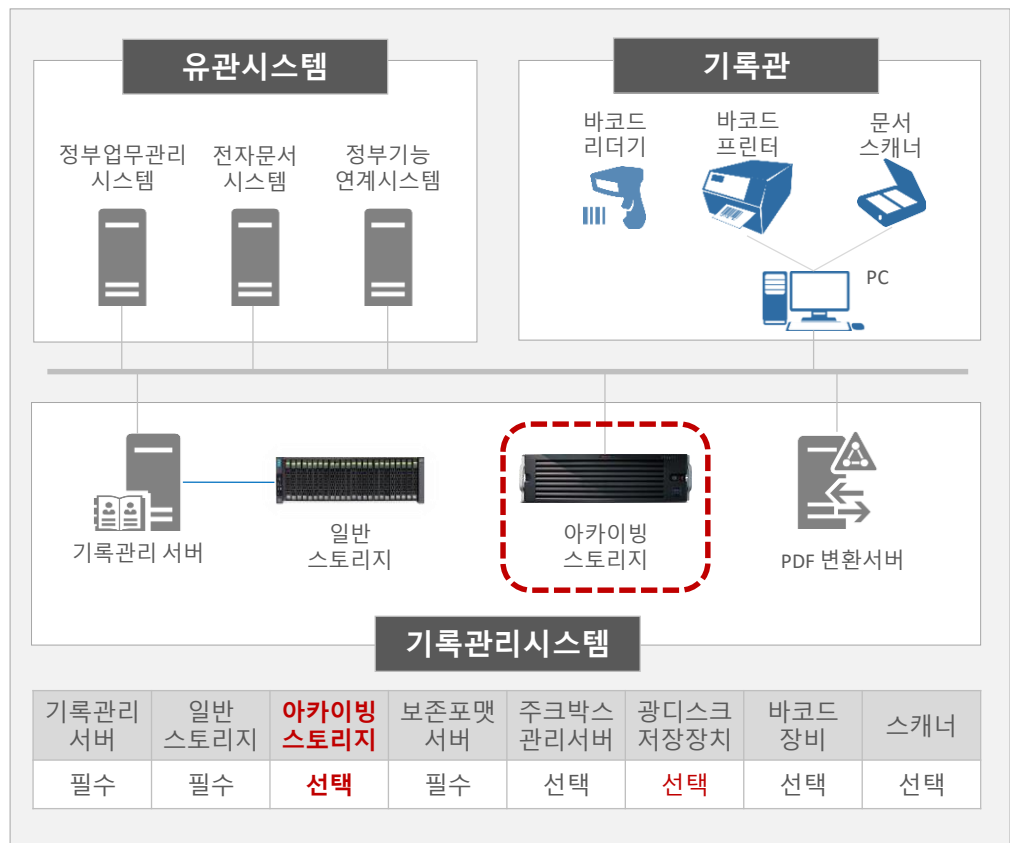 유관시스템
기록관
정부업무관리
시스템
전자문서
시스템
정부기능
연계시스템
바코드
리더기
바코드
프린터
문서
스캐너
PC
기록관리 서버
일반
스토리지
아카이빙
스토리지
PDF 변환서버
기록관리시스템
기록관리
서버
일반
스토리지
아카이빙
스토리지
보존포맷
서버
주크박스
관리서버
광디스크
저장장치
바코드
장비
스캐너
필수
필수
선택
필수
선택
선택
선택
선택